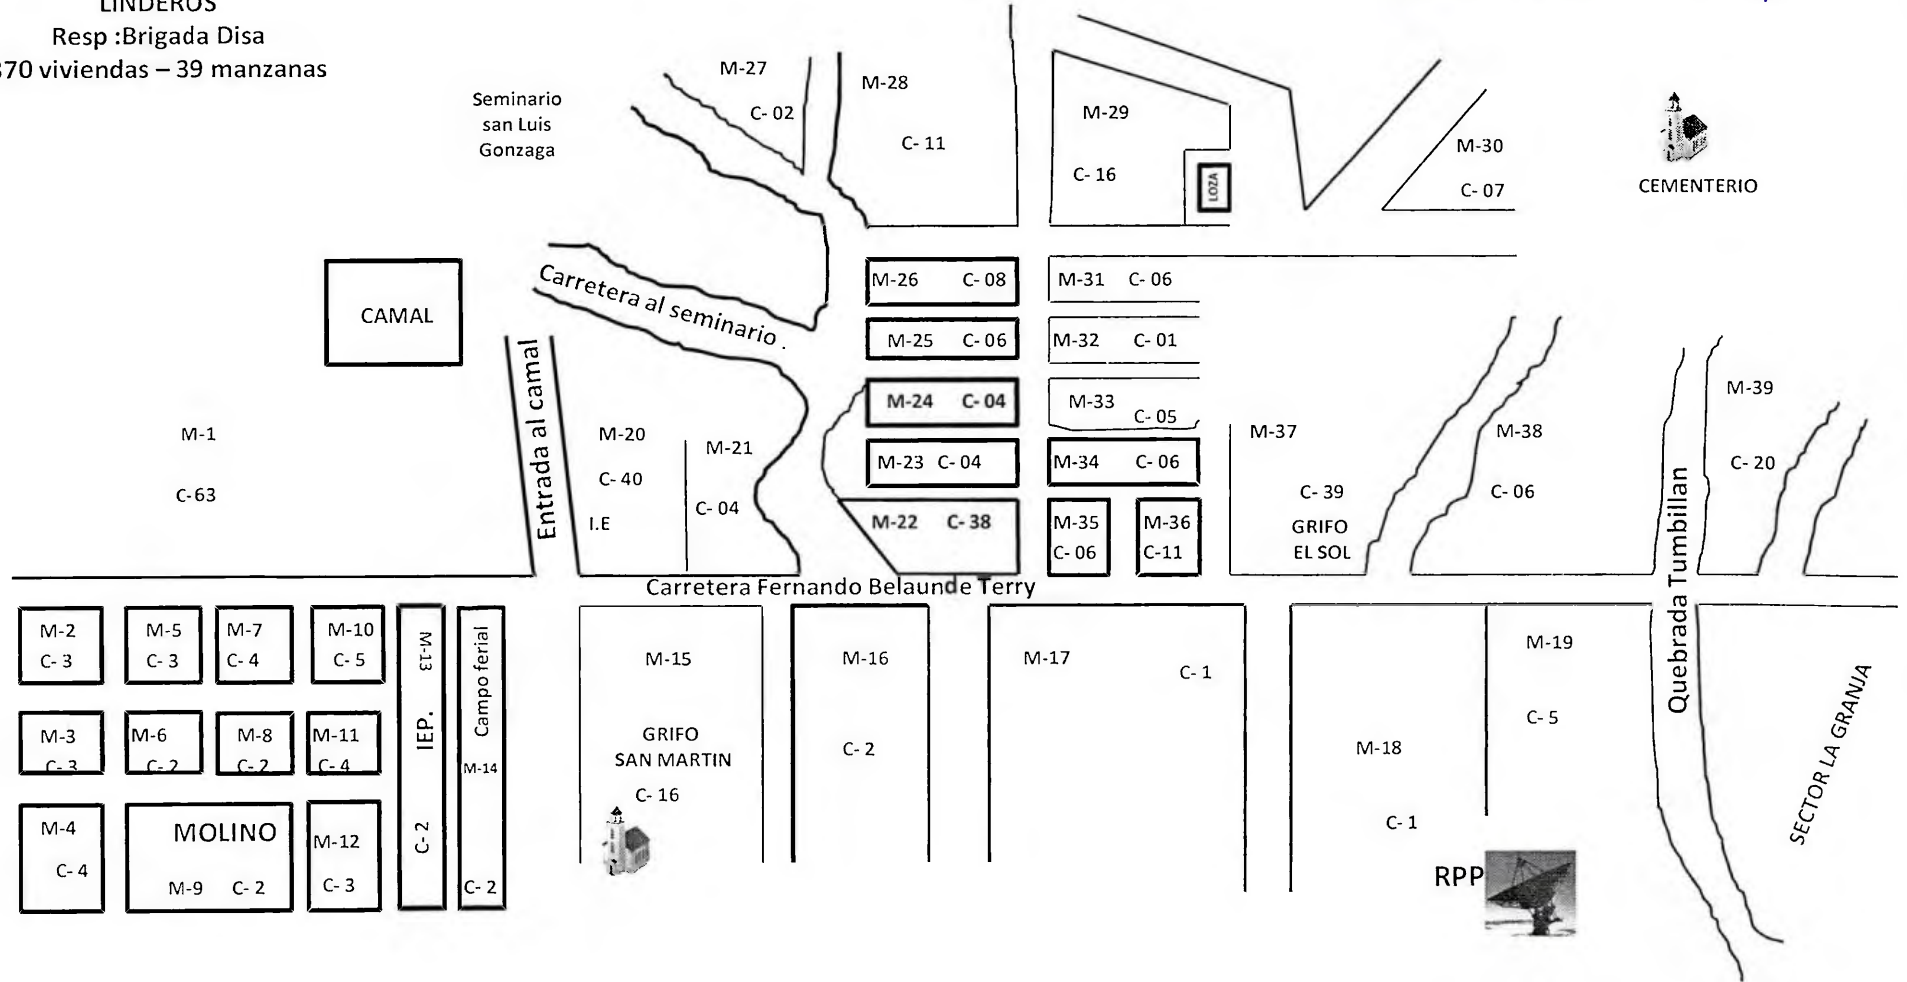 LINDEROS
Resp :Brigada Disa
370 viviendas – 39 manzanas
Seminario
san Luis
Gonzaga
M-27
C- 02
M-28
C- 11
M-29
C- 16
LOZA
M-30
C- 07
CEMENTERIO
CAMAL
Carretera al seminario .
M-26 C- 08
M-31 C- 06
M-25 C- 06
M-32 C- 01
M-24 C- 04
M-33
C- 05
M-23 C- 04
M-34 C- 06
M-22 C- 38
M-35
C- 06
M-36
C-11
M-1
C-63
Entrada al camal
M-20
C- 40
I.E
M-21
C- 04
M-37
C- 39
GRIFO
EL SOL
M-38
C- 06
Quebrada Tumbillan
M-39
C- 20
Carretera Fernando Belaunde Terry
M-2
C- 3
M-5
C- 3
M-7
C- 4
M-10
C- 5
M-3
C- 3
M-6
C- 2
M-8
C- 2
M-11
C- 4
M-4
C- 4
MOLINO
M-9 C- 2
M-12
C- 3
M-13
IEP.
C- 2
Campo ferial
M-14
C- 2
M-15
GRIFO
SAN MARTIN
C- 16
M-16
C- 2
M-17
C- 1
M-18
C- 1
M-19
C- 5
RPP
SECTOR LA GRANJA